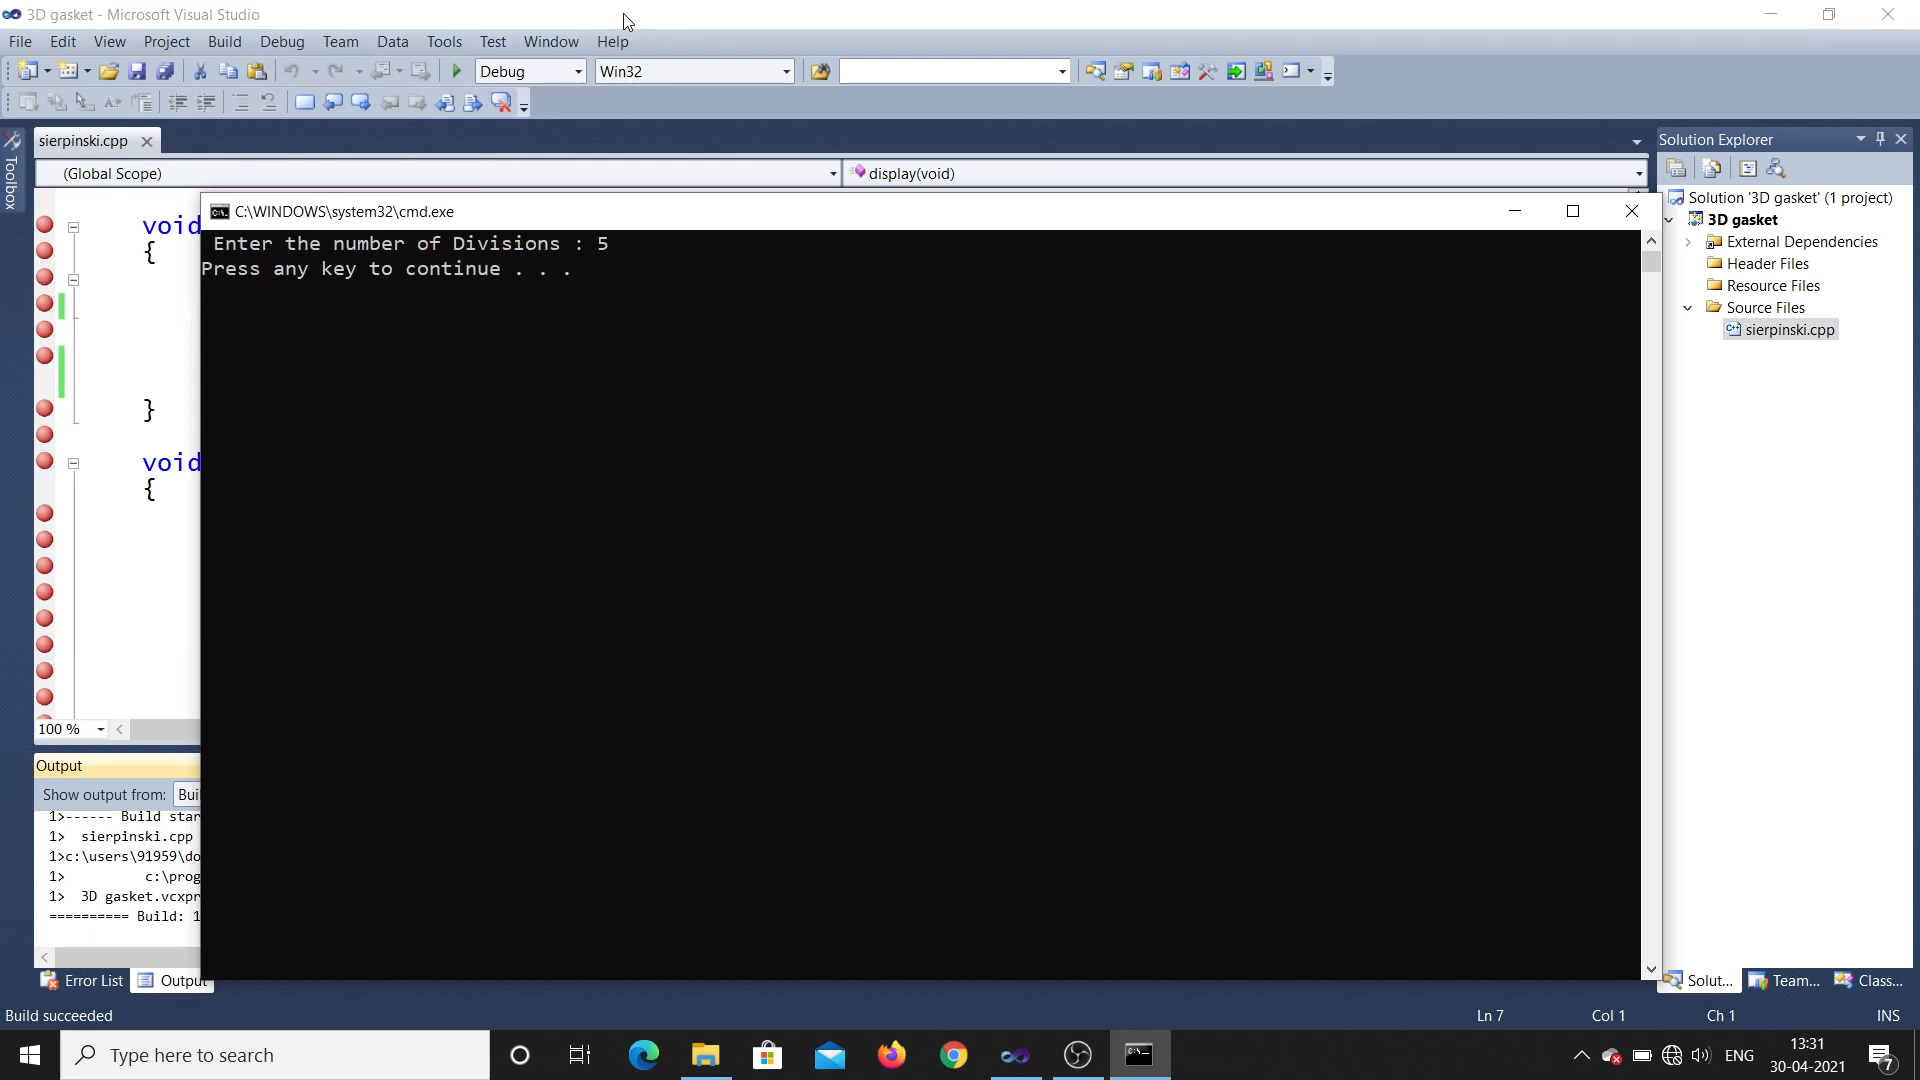 3D gasket - Microsoft Visual Studio
File Edit View Project Build Debug Team Data Tools Test Window Help
Debug Win32
sierpinski.cpp
Solution Explorer
Toolbox
(Global Scope) display(void)
Solution '3D gasket' (1 project)
3D gasket
External Dependencies
Header Files
Resource Files
Source Files
sierpinski.cpp
void
{
}
void
{
C:\WINDOWS\system32\cmd.exe
Enter the number of Divisions : 5
Press any key to continue . . .
100 %
Output
Show output from: Bui
1>------ Build star
1> sierpinski.cpp
1>c:\users\91959\do
1> c:\prog
1> 3D gasket.vcxpr
========== Build: 1
Error List Output
Solut... Team... Class...
Build succeeded Ln 7 Col 1 Ch 1 INS
Type here to search
ENG
13:31
30-04-2021
7